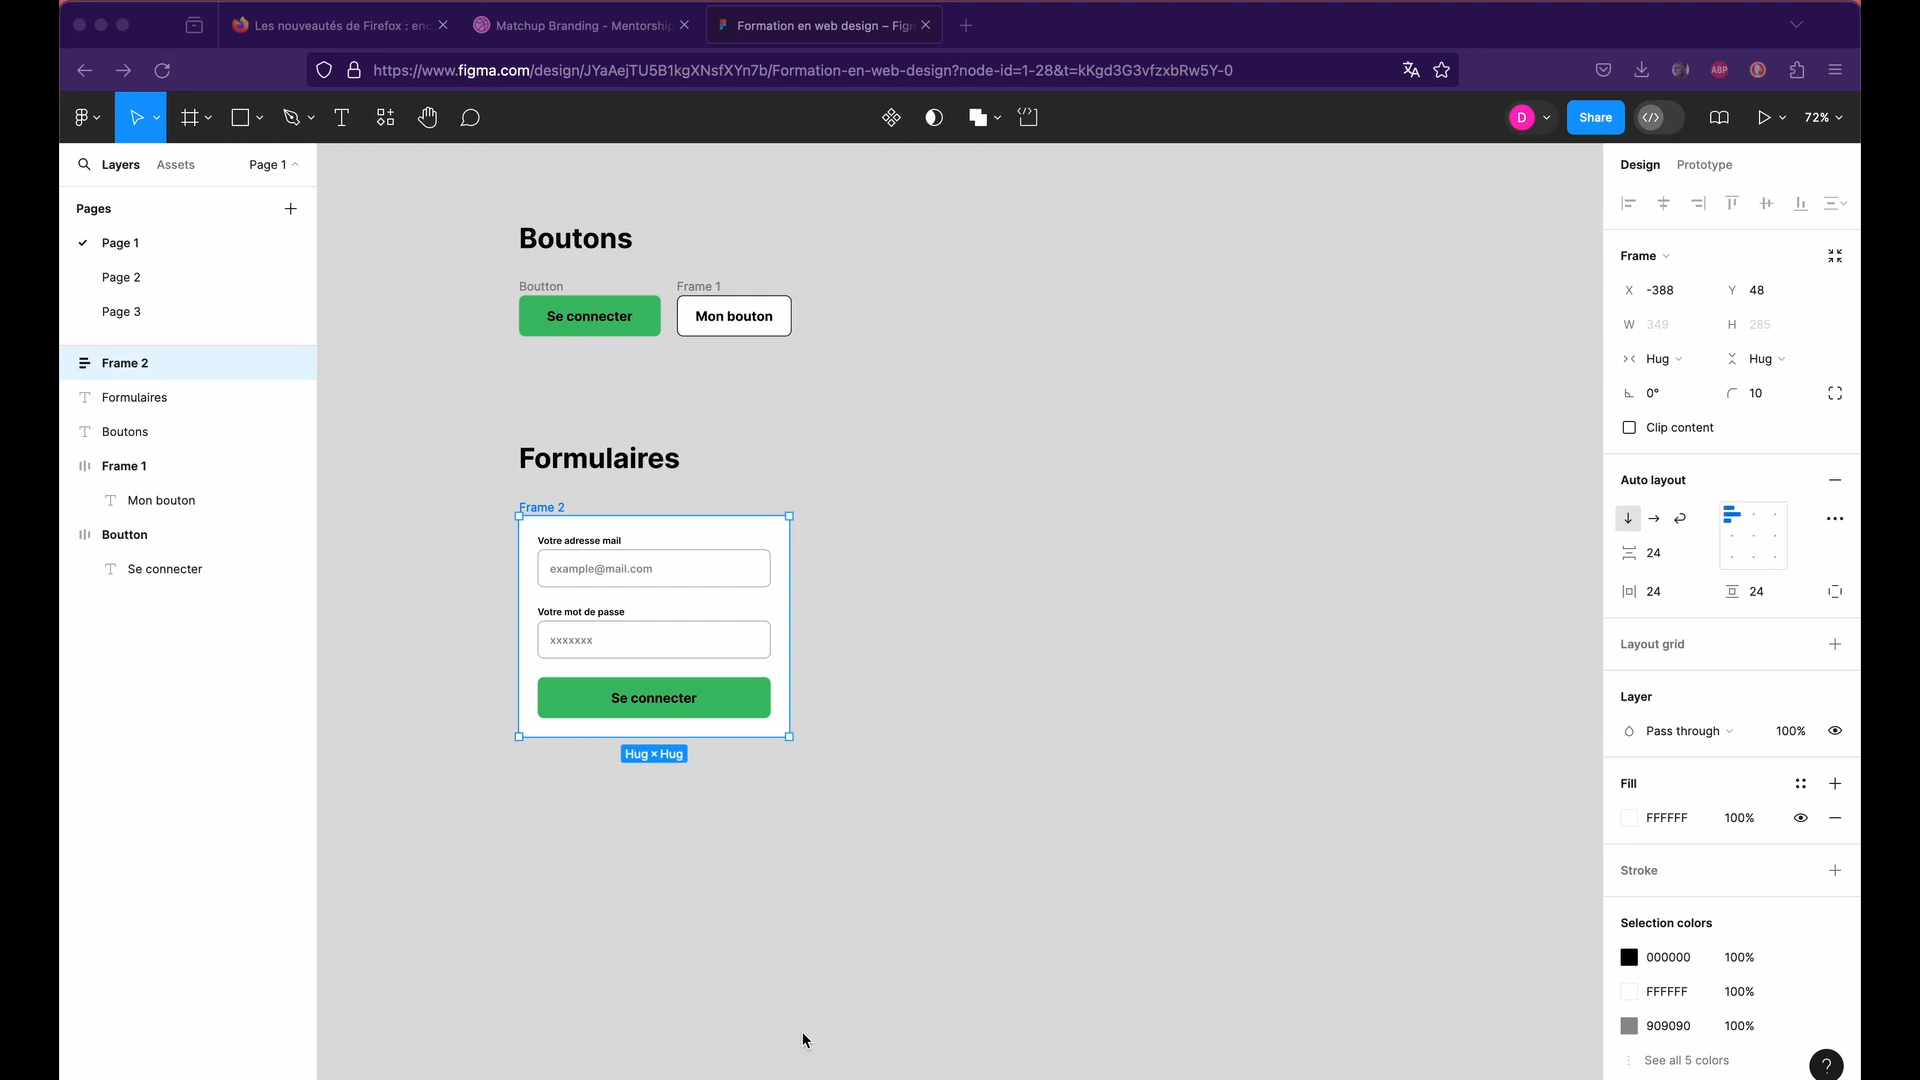 Les nouveautés de Firefox : enc
Matchup Branding - Mentorship
Formation en web design – Figm
https://www.figma.com/design/JYaAejTU5B1kgXNsfXYn7b/Formation-en-web-design?node-id=1-28&t=kKgd3G3vfzxbRw5Y-0
ABP
D
Share
72%
Layers
Assets
Page 1
Pages
Page 1
Page 2
Page 3
Frame 2
Formulaires
Boutons
Frame 1
Mon bouton
Boutton
Se connecter
Boutons
Boutton
Frame 1
Se connecter
Mon bouton
Formulaires
Frame 2
Votre adresse mail
example@mail.com
Votre mot de passe
xxxxxxx
Se connecter
Hug × Hug
Design
Prototype
Frame
X -388
Y 48
W 349
H 285
Hug
Hug
0°
10
Clip content
Auto layout
24
24
24
Layout grid
Layer
Pass through
100%
Fill
FFFFFF 100%
Stroke
Selection colors
000000 100%
FFFFFF 100%
909090 100%
See all 5 colors
?